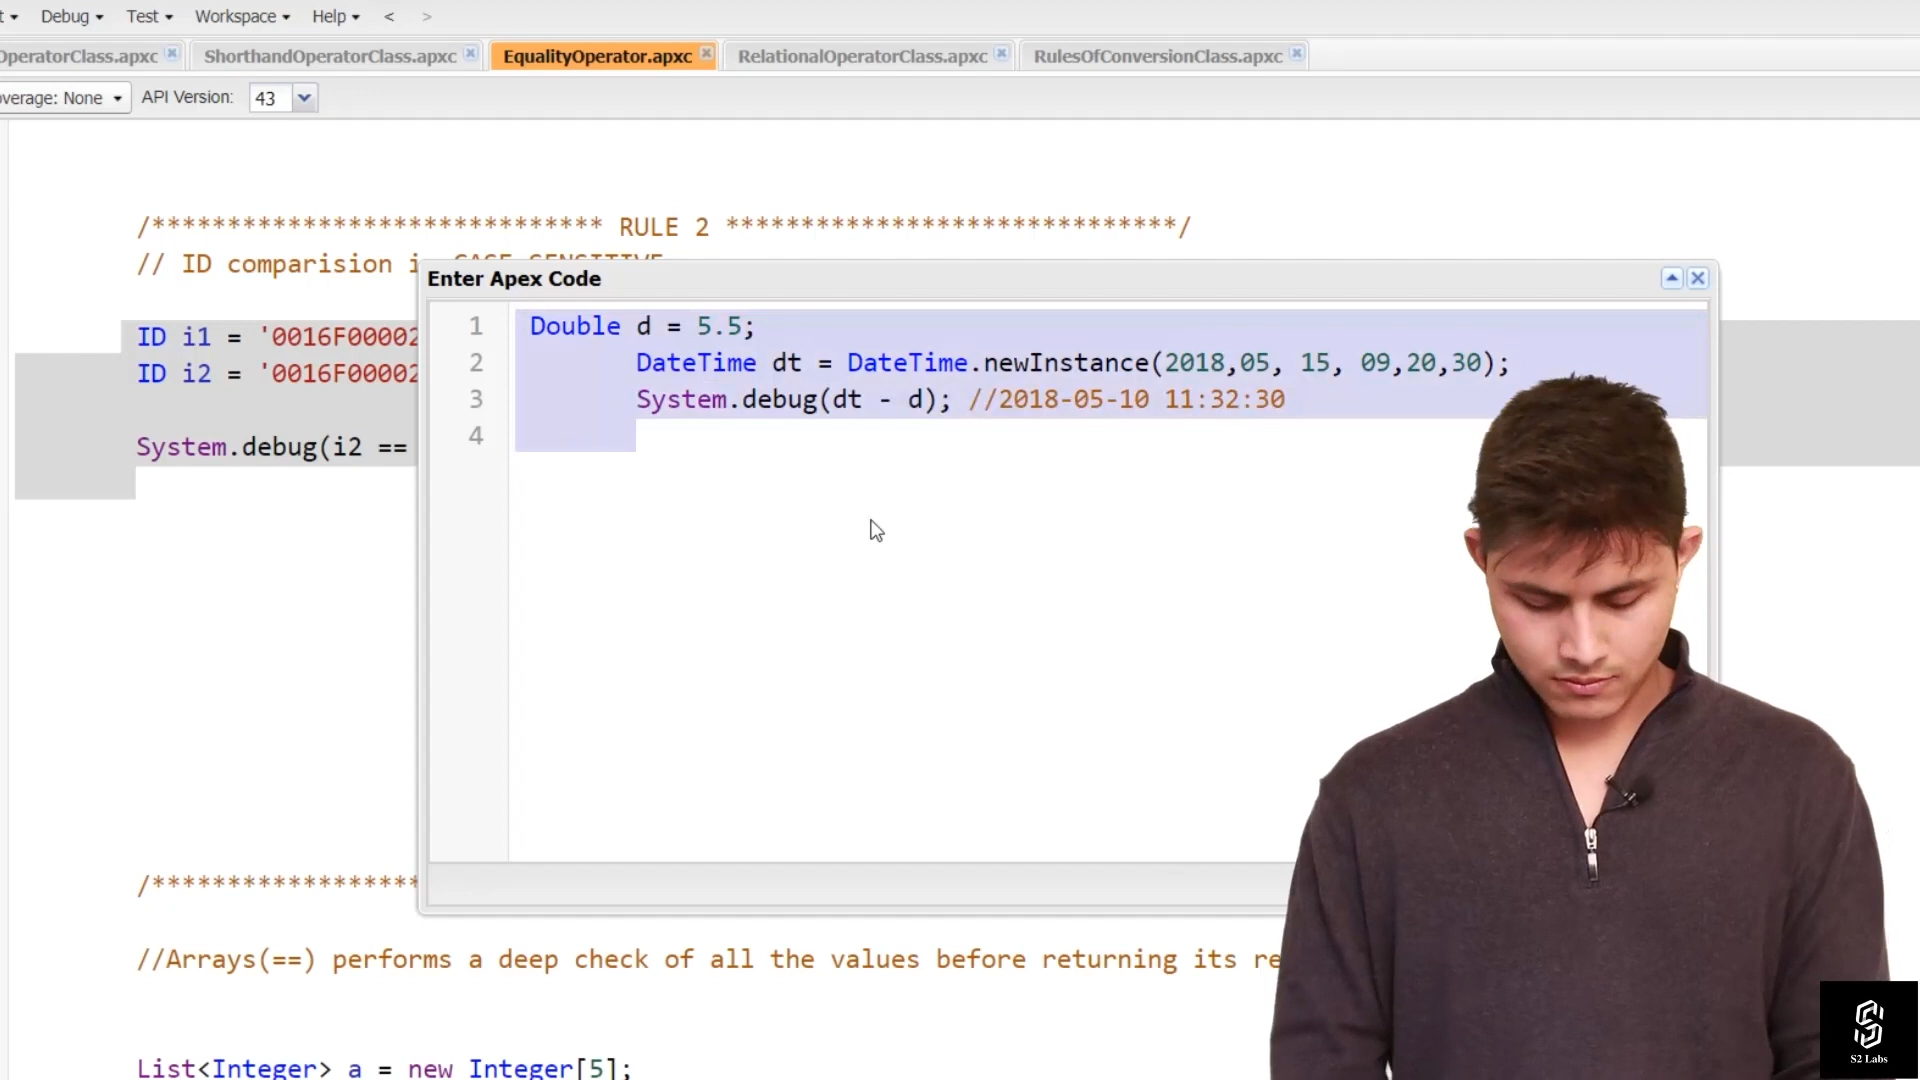 Debug Test Workspace Help < >
OperatorClass.apxc ShorthandOperatorClass.apxc EqualityOperator.apxc RelationalOperatorClass.apxc RulesOfConversionClass.apxc
overage: None API Version: 43
/****************************** RULE 2 ******************************/
// ID comparision
Enter Apex Code
1 Double d = 5.5;
2 DateTime dt = DateTime.newInstance(2018,05, 15, 09,20,30);
3 System.debug(dt - d); //2018-05-10 11:32:30
4
ID i1 = '0016F00002
ID i2 = '0016F00002
System.debug(i2 ==
/******************
//Arrays(==) performs a deep check of all the values before returning its re
List<Integer> a = new Integer[5];
S2 Labs